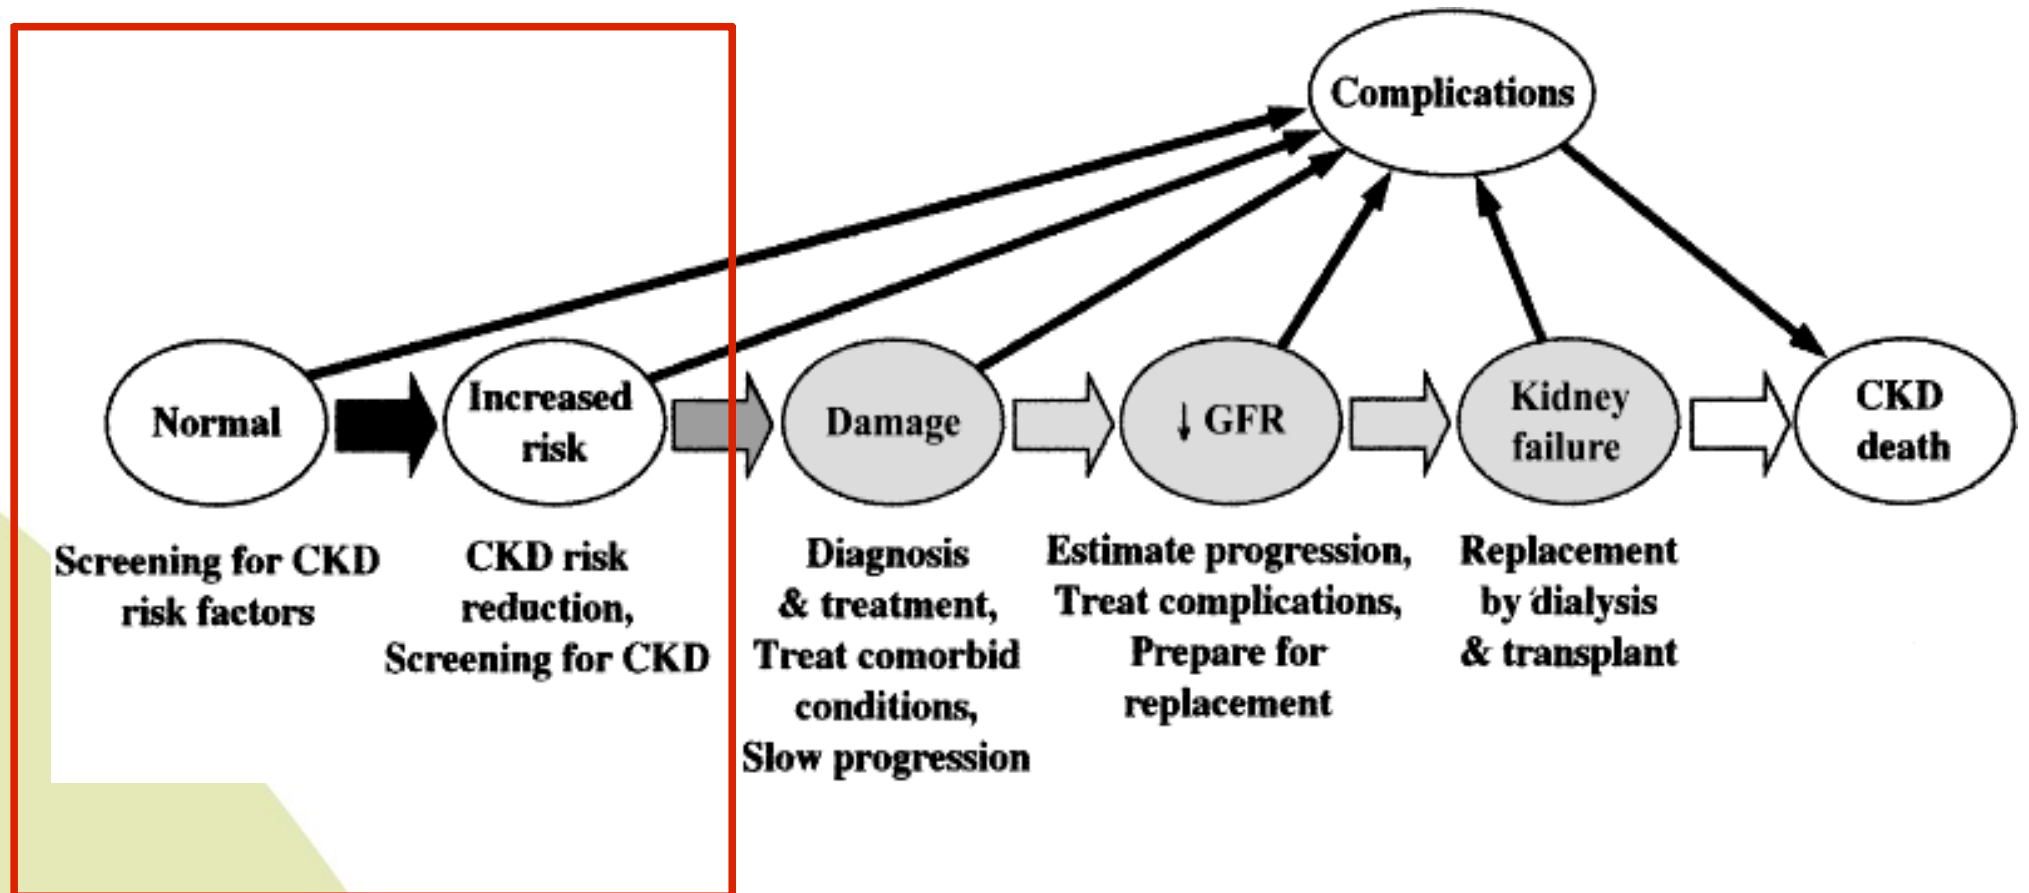 Complications
Normal
Increased
risk
Damage
↓ GFR
Kidney
failure
CKD
death
Screening for CKD
risk factors
CKD risk
reduction,
Screening for CKD
Diagnosis
& treatment,
Treat comorbid
conditions,
Slow progression
Estimate progression,
Treat complications,
Prepare for
replacement
Replacement
by dialysis
& transplant